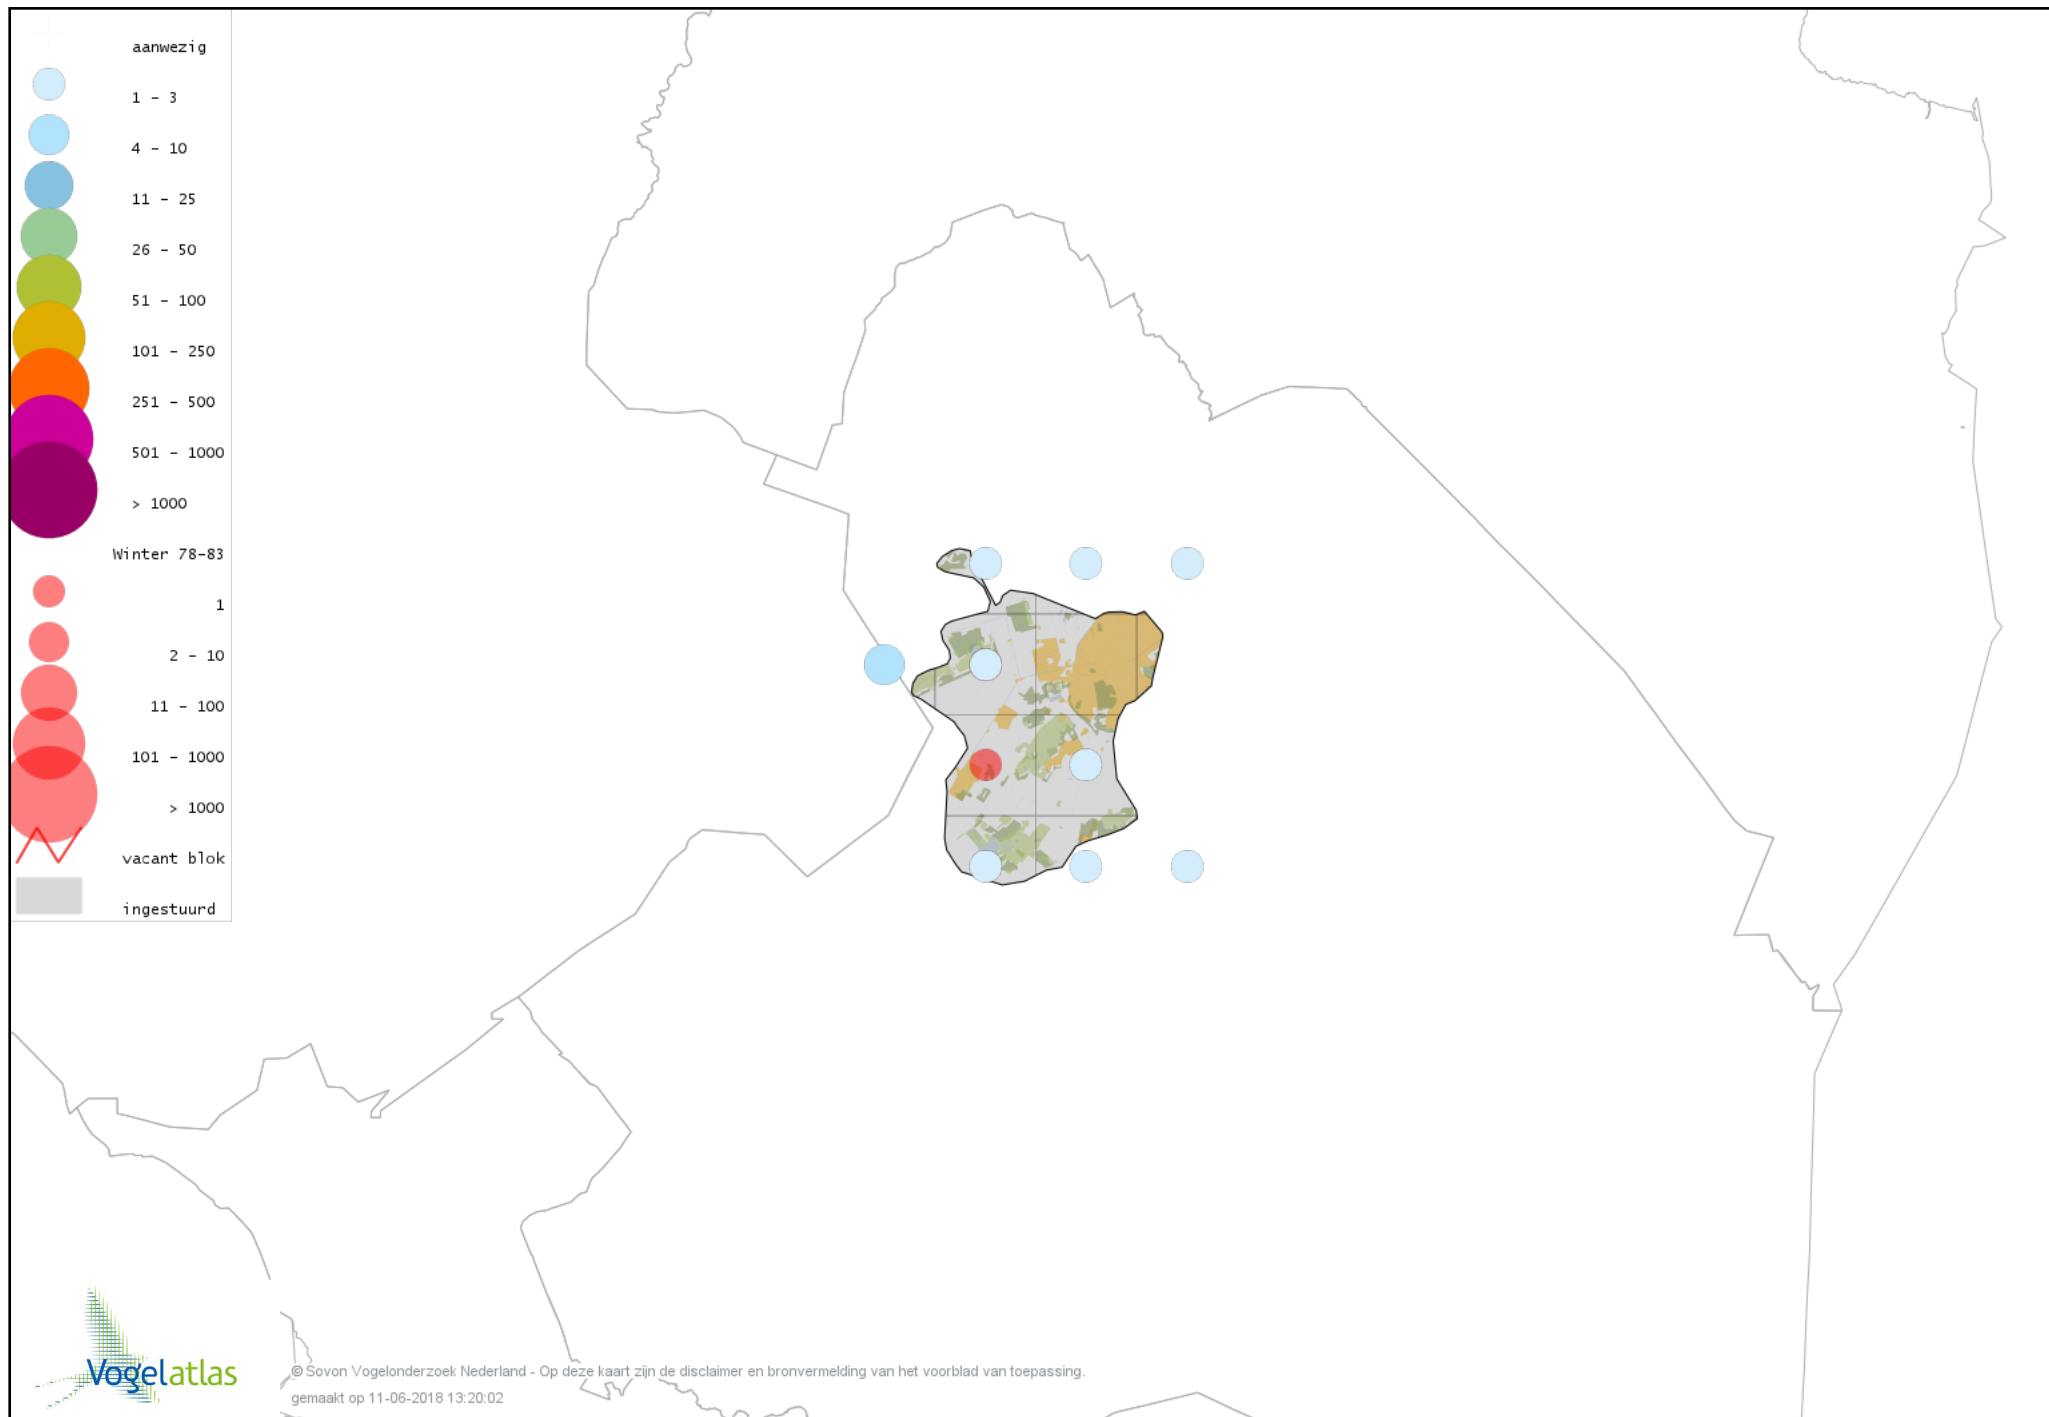 aanwezig
1 - 3
4 - 10
11 - 25
26 - 50
51 - 100
101 - 250
251 - 500
501 - 1000
> 1000
Winter 78-83
1
2 - 10
11 - 100
101 - 1000
> 1000
vacant blok
ingestuurd
Vogelatlas
© Sovon Vogelonderzoek Nederland - Op deze kaart zijn de disclaimer en bronvermelding van het voorblad van toepassing.
gemaakt op 11-06-2018 13:20:02